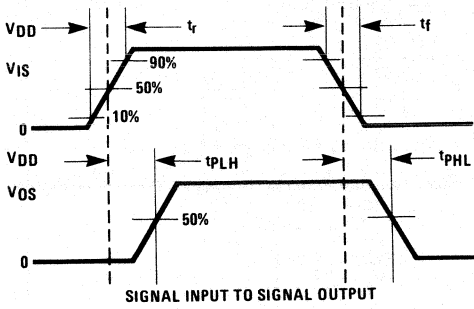 VDD tr tf
VIS 90%
50%
10%
0
VDD tPLH tPHL
VOS
50%
0
SIGNAL INPUT TO SIGNAL OUTPUT